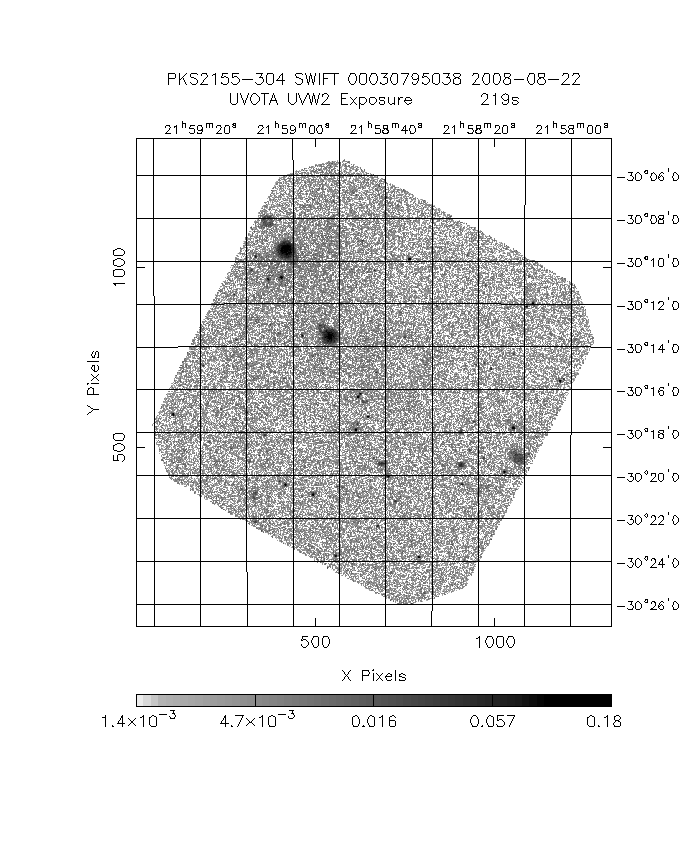 PKS2155-304 SWIFT 00030795038 2008-08-22
UVOTA UVW2 Exposure 219s
21ʰ59ᵐ20ˢ 21ʰ59ᵐ00ˢ 21ʰ58ᵐ40ˢ 21ʰ58ᵐ20ˢ 21ʰ58ᵐ00ˢ
-30°06'0
-30°08'0
1000 -30°10'0
-30°12'0
-30°14'0
Y Pixels
-30°16'0
500 -30°18'0
-30°20'0
-30°22'0
-30°24'0
-30°26'0
500 1000
X Pixels
1.4×10⁻³ 4.7×10⁻³ 0.016 0.057 0.18